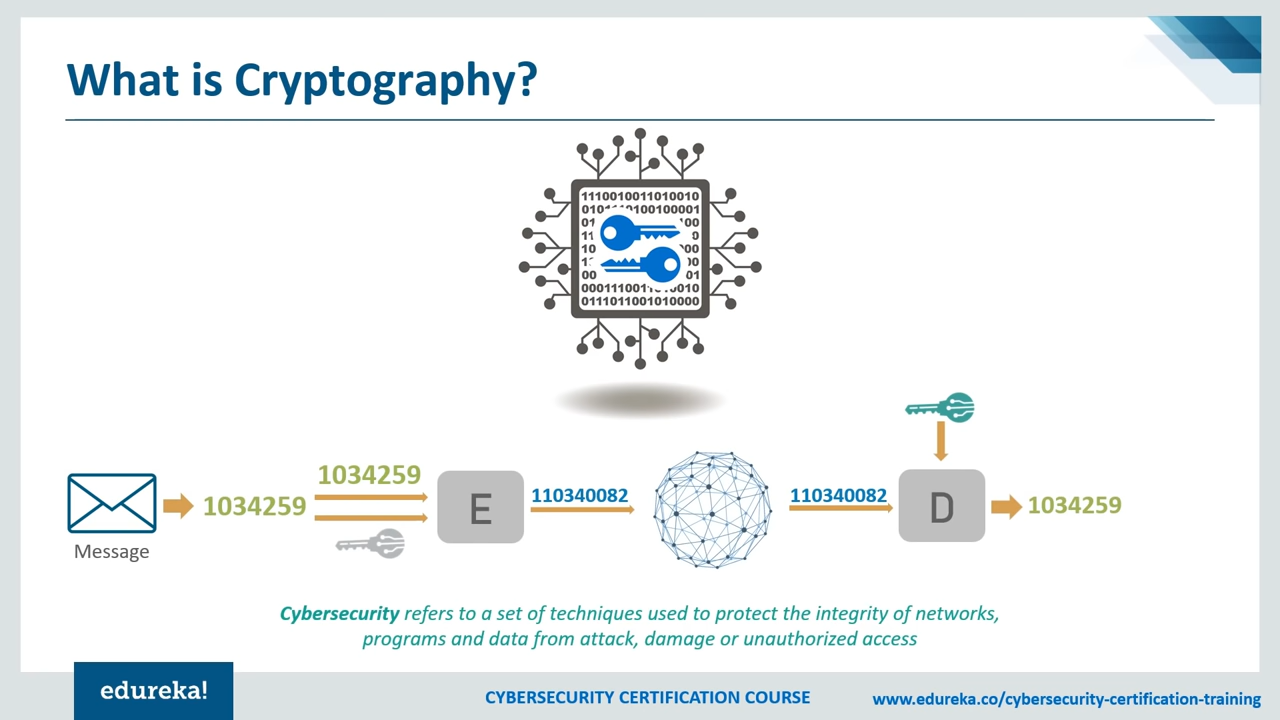 What is Cryptography?
1110010011010010
0111011001010000
1034259
1034259
E
110340082
110340082
D
1034259
Message
Cybersecurity refers to a set of techniques used to protect the integrity of networks,
programs and data from attack, damage or unauthorized access
edureka!
CYBERSECURITY CERTIFICATION COURSE
www.edureka.co/cybersecurity-certification-training